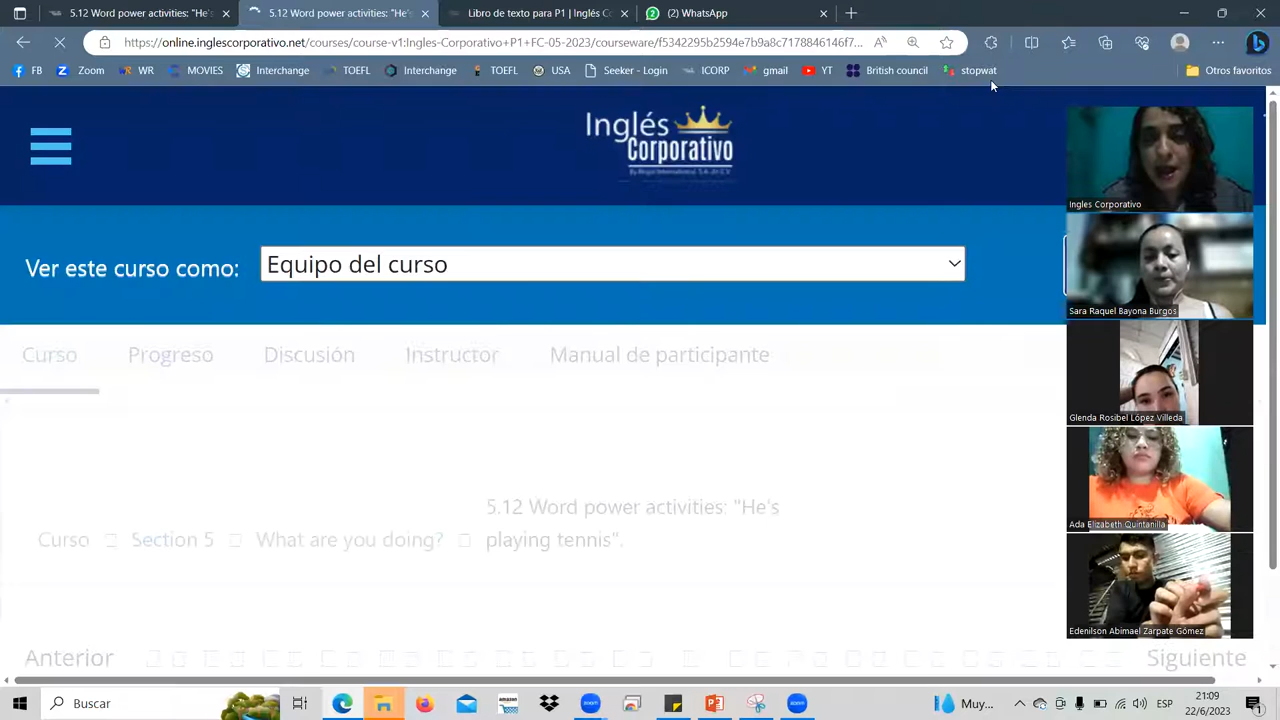 5.12 Word power activities: "He's
5.12 Word power activities: "He's
Libro de texto para P1 | Inglés C
(2) WhatsApp
https://online.inglescorporativo.net/courses/course-v1:Ingles-Corporativo+P1+FC-05-2023/courseware/f5342295b2594e7b9a8c7178846146f7...
FB
Zoom
WR
MOVIES
Interchange
TOEFL
Interchange
TOEFL
USA
Seeker - Login
ICORP
gmail
YT
British council
stopwat
Otros favoritos
Inglés
Corporativo
Ver este curso como:
Equipo del curso
Ingles Corporativo
Sara Raquel Bayona Burgos
Glenda Rosibel López Villeda
Ada Elizabeth Quintanilla
Edenilson Abimael Zarpate Gómez
Curso
Progreso
Discusión
Instructor
Manual de participante
Curso
Section 5
What are you doing?
5.12 Word power activities: "He's
playing tennis".
Anterior
Siguiente
Buscar
Muy...
ESP
21:09
22/6/2023